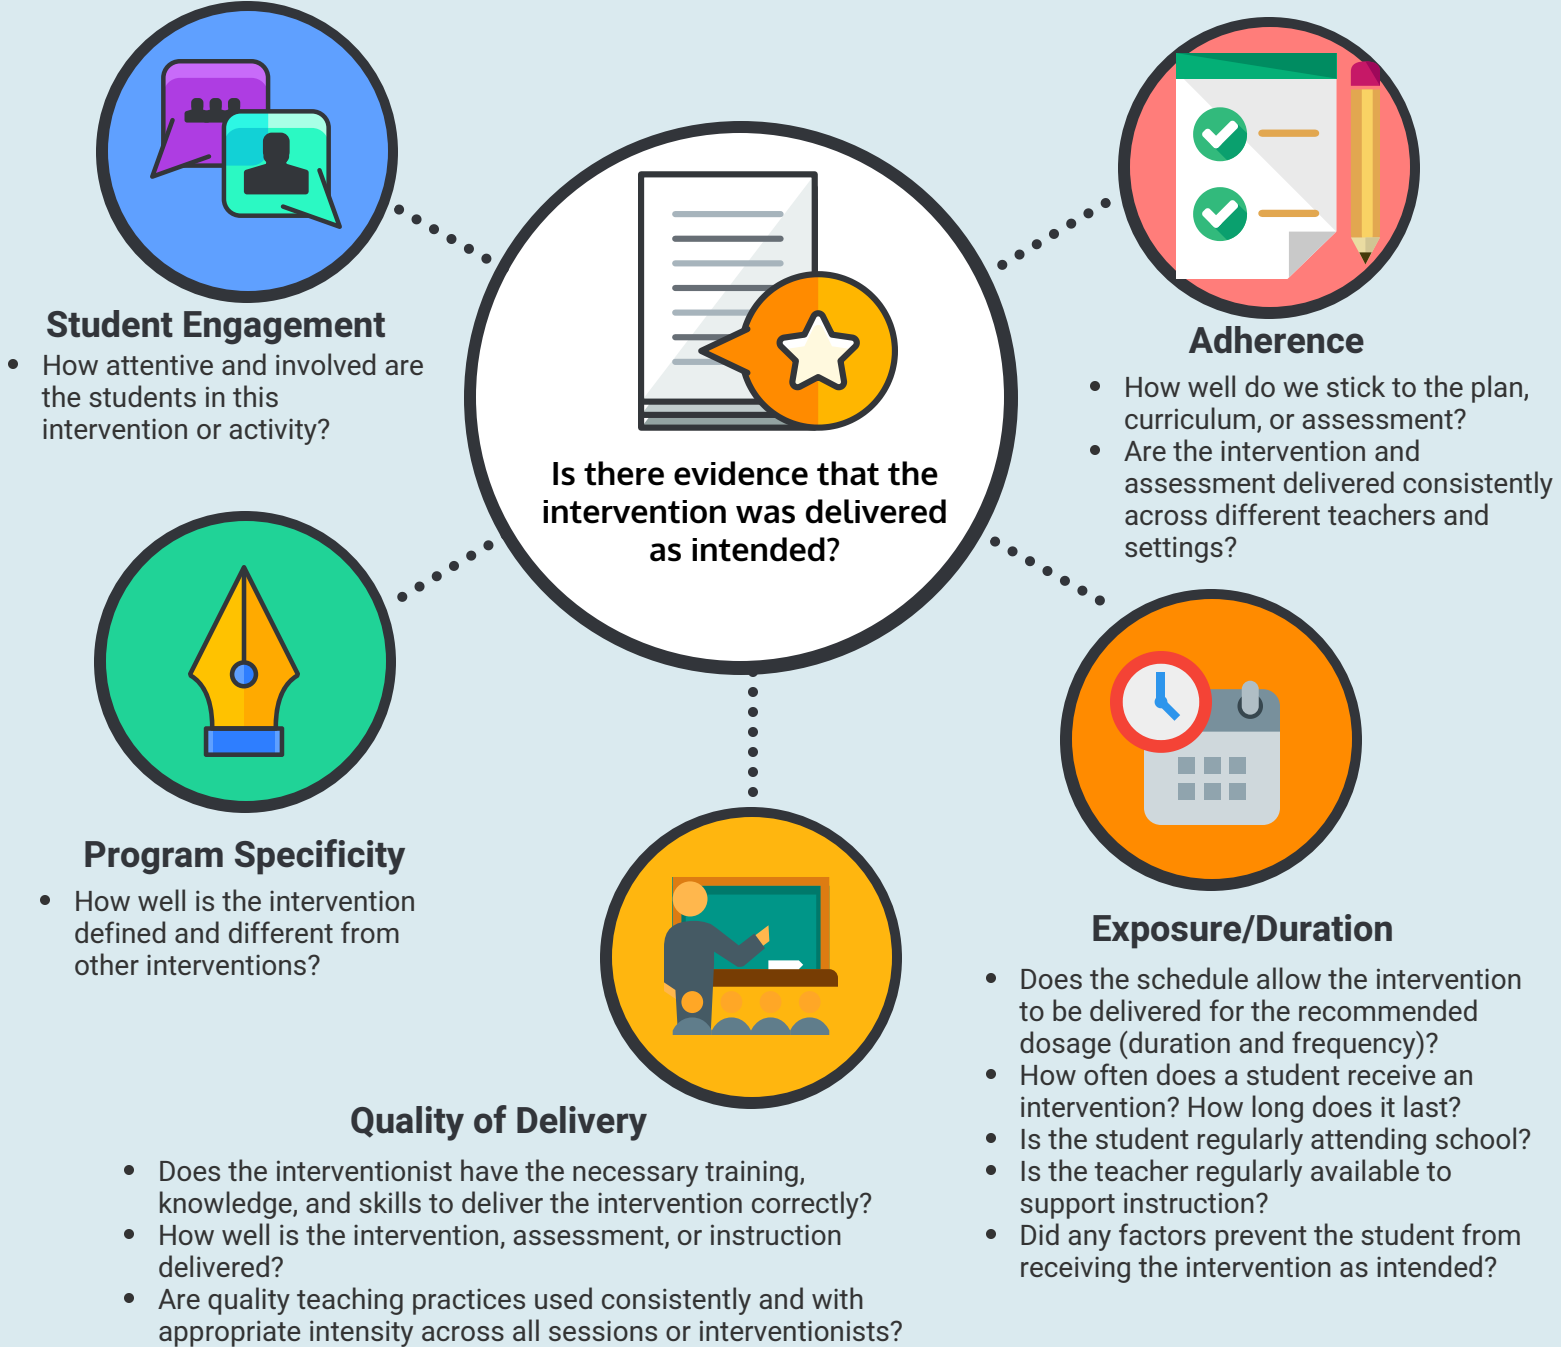 Student Engagement
• How attentive and involved are
the students in this
intervention or activity?
Is there evidence that the
intervention was delivered
as intended?
Adherence
• How well do we stick to the plan,
curriculum, or assessment?
• Are the intervention and
assessment delivered consistently
across different teachers and
settings?
Program Specificity
• How well is the intervention
defined and different from
other interventions?
Exposure/Duration
• Does the schedule allow the intervention
to be delivered for the recommended
dosage (duration and frequency)?
• How often does a student receive an
intervention? How long does it last?
• Is the student regularly attending school?
• Is the teacher regularly available to
support instruction?
• Did any factors prevent the student from
receiving the intervention as intended?
Quality of Delivery
• Does the interventionist have the necessary training,
knowledge, and skills to deliver the intervention correctly?
• How well is the intervention, assessment, or instruction
delivered?
• Are quality teaching practices used consistently and with
appropriate intensity across all sessions or interventionists?